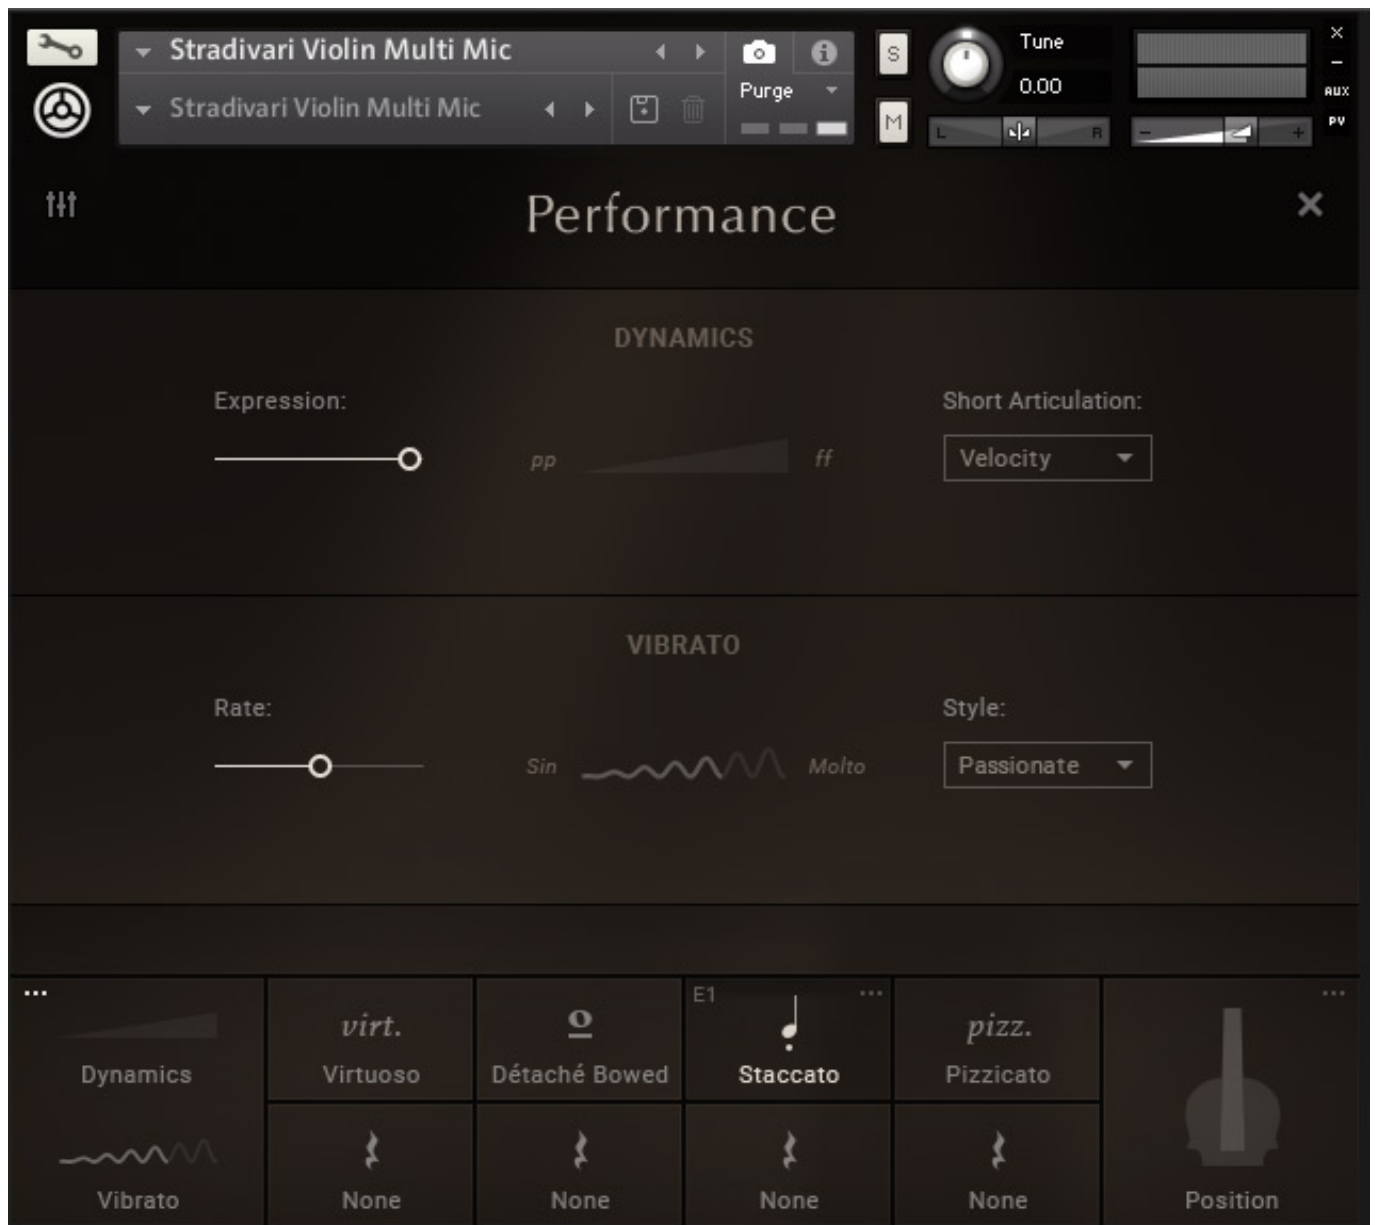 Stradivari Violin Multi Mic
S
Tune
×
–
Stradivari Violin Multi Mic
Purge
0.00
AUX
M
L
R
-
+
PV
Performance
×
DYNAMICS
Expression:
Short Articulation:
pp
ff
Velocity
VIBRATO
Rate:
Style:
Sin
Molto
Passionate
E1
virt.
pizz.
Dynamics
Virtuoso
Détaché Bowed
Staccato
Pizzicato
Vibrato
None
None
None
None
Position